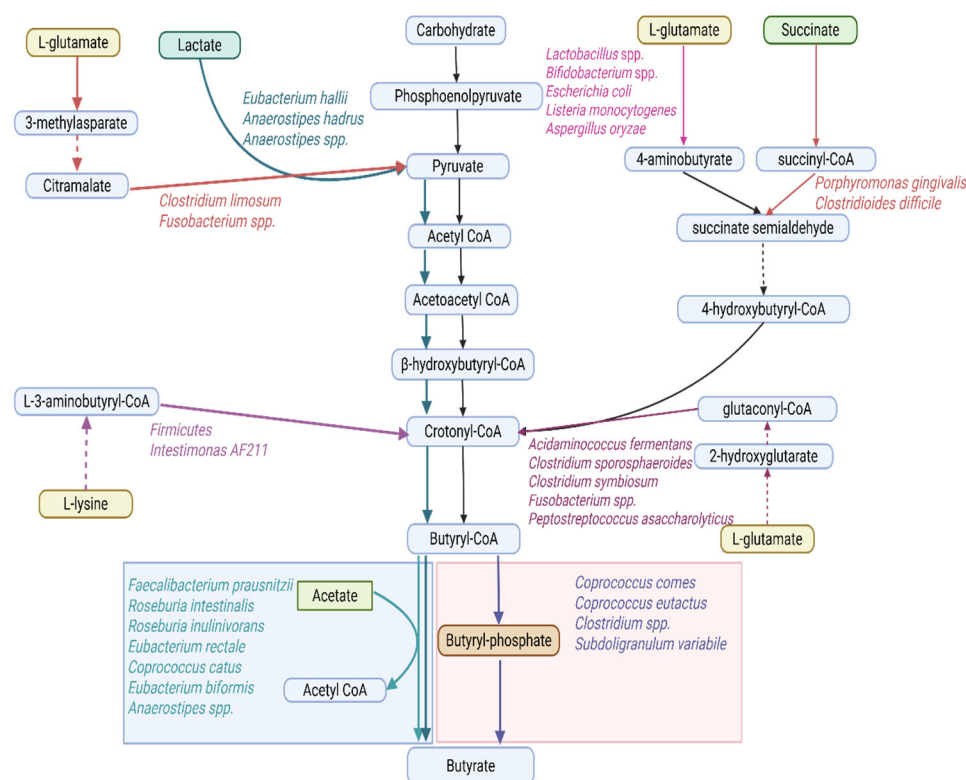 L-glutamate
Lactate
Carbohydrate
L-glutamate
Succinate
Lactobacillus spp.
Bifidobacterium spp.
Escherichia coli
Listeria monocytogenes
Aspergillus oryzae
Phosphoenolpyruvate
Eubacterium hallii
Anaerostipes hadrus
Anaerostipes spp.
3-methylasparate
Pyruvate
4-aminobutyrate
succinyl-CoA
Citramalate
Porphyromonas gingivalis
Clostridioides difficile
Clostridium limosum
Fusobacterium spp.
Acetyl CoA
succinate semialdehyde
Acetoacetyl CoA
4-hydroxybutyryl-CoA
β-hydroxybutyryl-CoA
L-3-aminobutyryl-CoA
glutaconyl-CoA
Firmicutes
Intestimonas AF211
Crotonyl-CoA
Acidaminococcus fermentans
Clostridium sporosphaeroides
Clostridium symbiosum
Fusobacterium spp.
Peptostreptococcus asaccharolyticus
2-hydroxyglutarate
L-lysine
Butyryl-CoA
L-glutamate
Faecalibacterium prausnitzii
Roseburia intestinalis
Roseburia inulinivorans
Eubacterium rectale
Coprococcus catus
Eubacterium biformis
Anaerostipes spp.
Acetate
Acetyl CoA
Butyryl-phosphate
Coprococcus comes
Coprococcus eutactus
Clostridium spp.
Subdoligranulum variabile
Butyrate